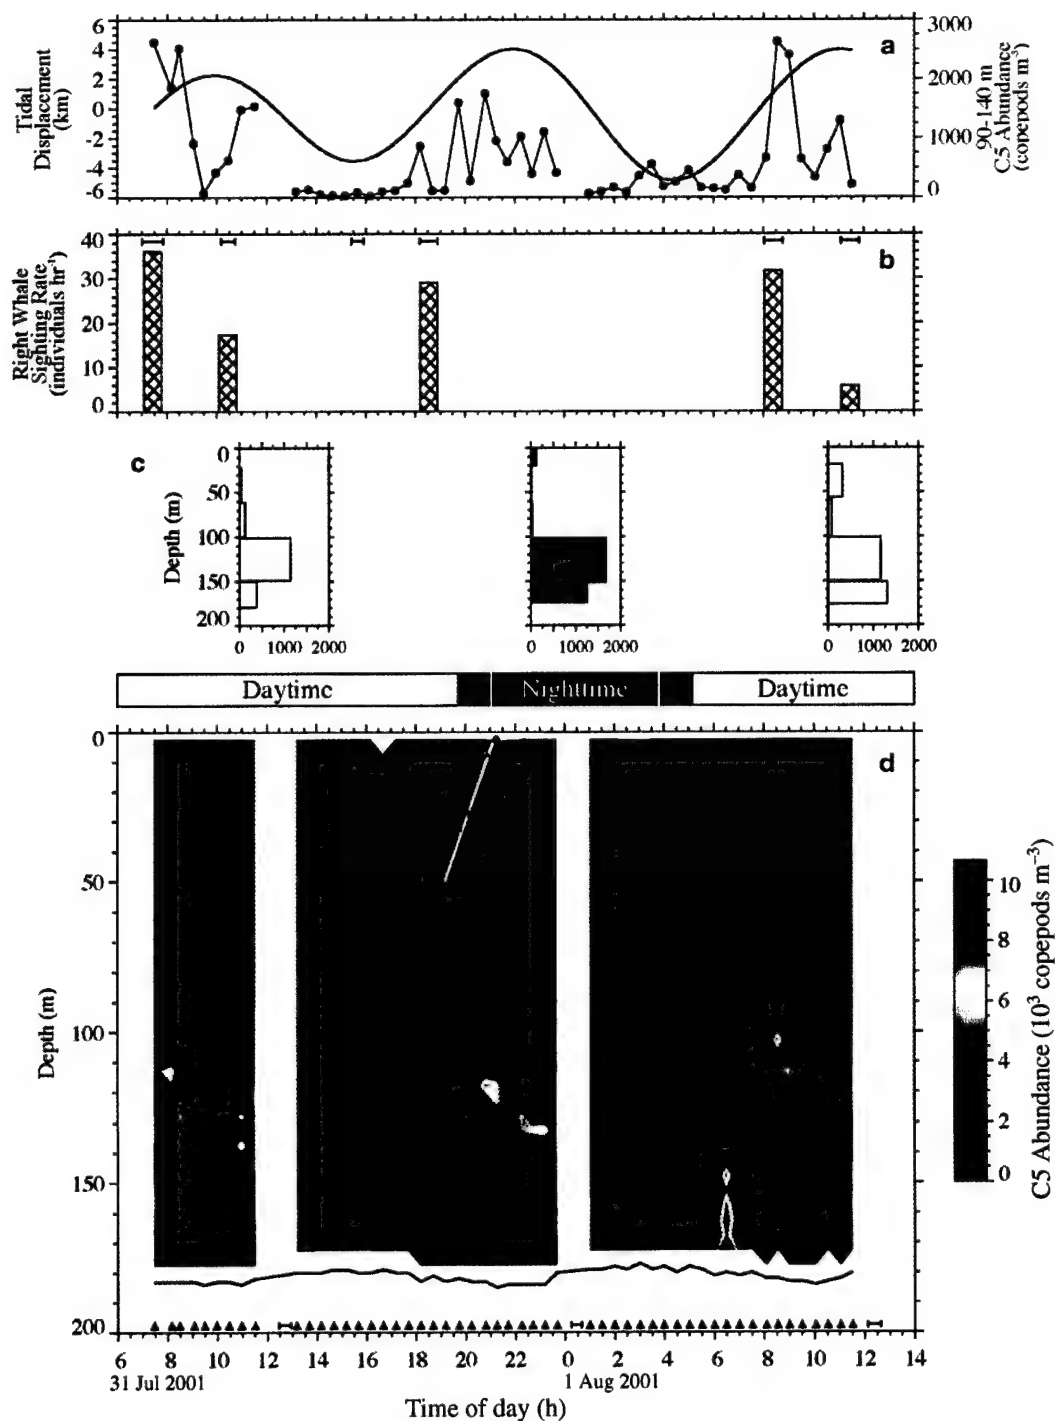 6
4
2
0
-2
-4
-6
Tidal
Displacement
(km)
a
3000
2000
1000
0
90-140 m
C5 Abundance
(copepods m⁻³)
40
30
20
10
0
Right Whale
Sighting Rate
(individuals hr⁻¹)
b
c
0
50
100
150
200
Depth (m)
0 1000 2000
0 1000 2000
0 1000 2000
Daytime Nighttime Daytime
0
50
100
150
200
Depth (m)
d
10
8
6
4
2
0
C5 Abundance (10³ copepods m⁻³)
6 8 10 12 14 16 18 20 22 0 2 4 6 8 10 12 14
31 Jul 2001 1 Aug 2001
Time of day (h)